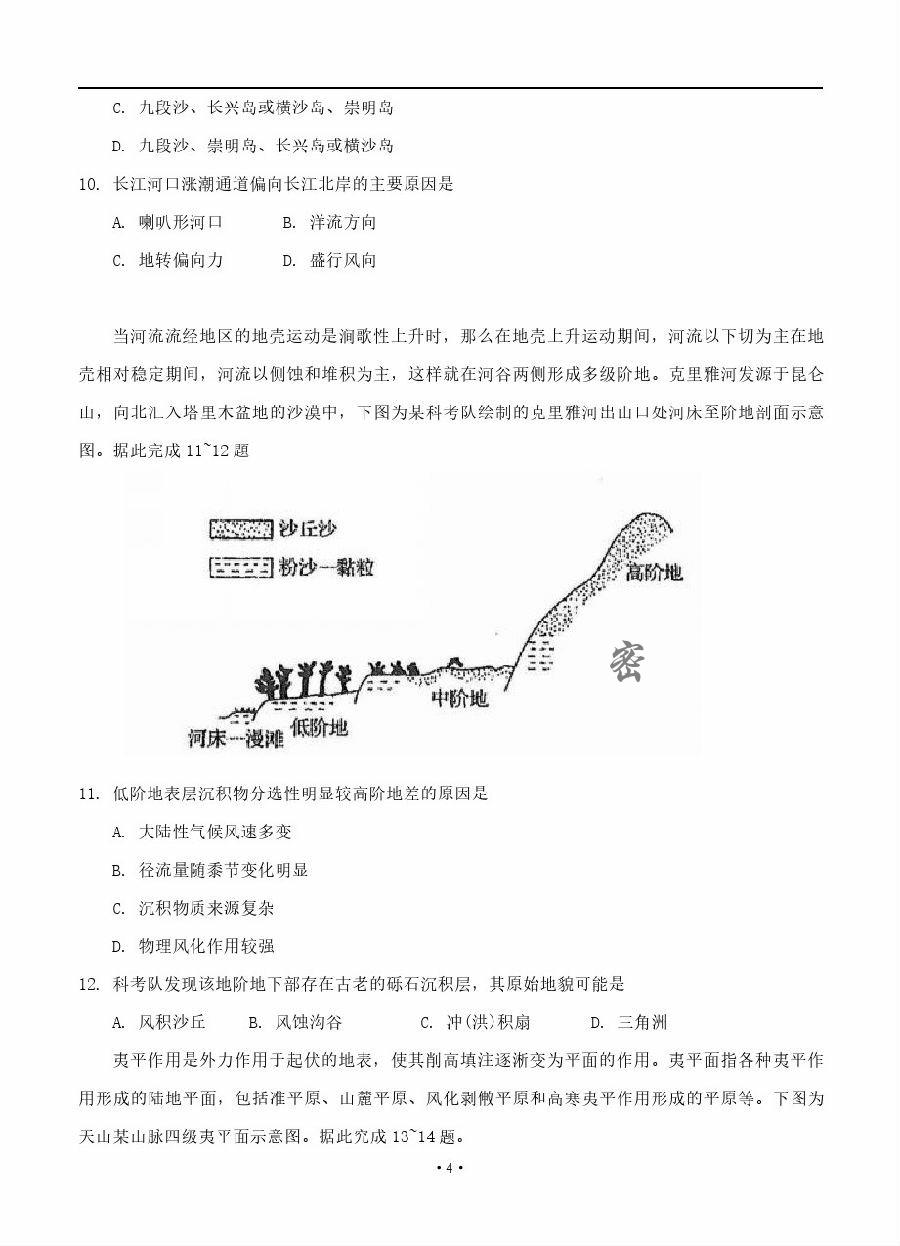 C. 九段沙、长兴岛或横沙岛、崇明岛
D. 九段沙、崇明岛、长兴岛或横沙岛
10. 长江河口涨潮通道偏向长江北岸的主要原因是
A. 喇叭形河口 B. 洋流方向
C. 地转偏向力 D. 盛行风向
当河流流经地区的地壳运动是涧歌性上升时，那么在地壳上升运动期间，河流以下切为主在地
壳相对稳定期间，河流以侧蚀和堆积为主，这样就在河谷两侧形成多级阶地。克里雅河发源于昆仑
山，向北汇入塔里木盆地的沙漠中，下图为某科考队绘制的克里雅河出山口处河床至阶地剖面示意
图。据此完成 11~12 题
沙丘沙
粉沙一黏粒
高阶地
密
中阶地
低阶地
河床一漫滩
11. 低阶地表层沉积物分选性明显较高阶地差的原因是
A. 大陆性气候风速多变
B. 径流量随黍节变化明显
C. 沉积物质来源复杂
D. 物理风化作用较强
12. 科考队发现该地阶地下部存在古老的砾石沉积层，其原始地貌可能是
A. 风积沙丘 B. 风蚀沟谷 C. 冲(洪)积扇 D. 三角洲
夷平作用是外力作用于起伏的地表，使其削高填注逐渐变为平面的作用。夷平面指各种夷平作
用形成的陆地平面，包括准平原、山麓平原、风化剥蚀平原和高寒夷平作用形成的平原等。下图为
天山某山脉四级夷平面示意图。据此完成 13~14 题。
·4·